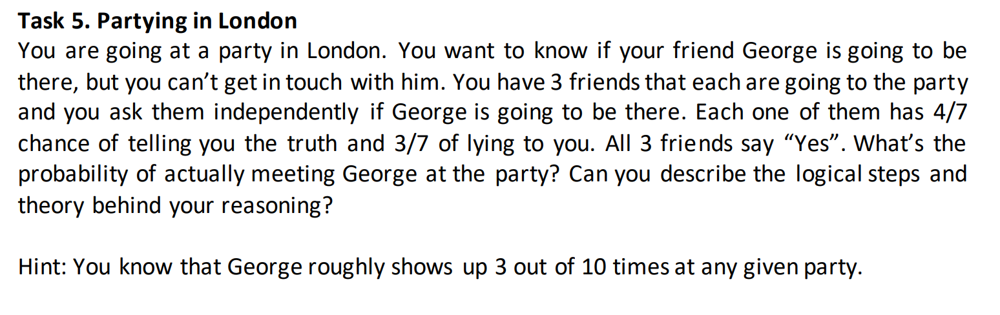 Task 5. Partying in London
You are going at a party in London. You want to know if your friend George is going to be
there, but you can’t get in touch with him. You have 3 friends that each are going to the party
and you ask them independently if George is going to be there. Each one of them has 4/7
chance of telling you the truth and 3/7 of lying to you. All 3 friends say “Yes”. What’s the
probability of actually meeting George at the party? Can you describe the logical steps and
theory behind your reasoning?
Hint: You know that George roughly shows up 3 out of 10 times at any given party.